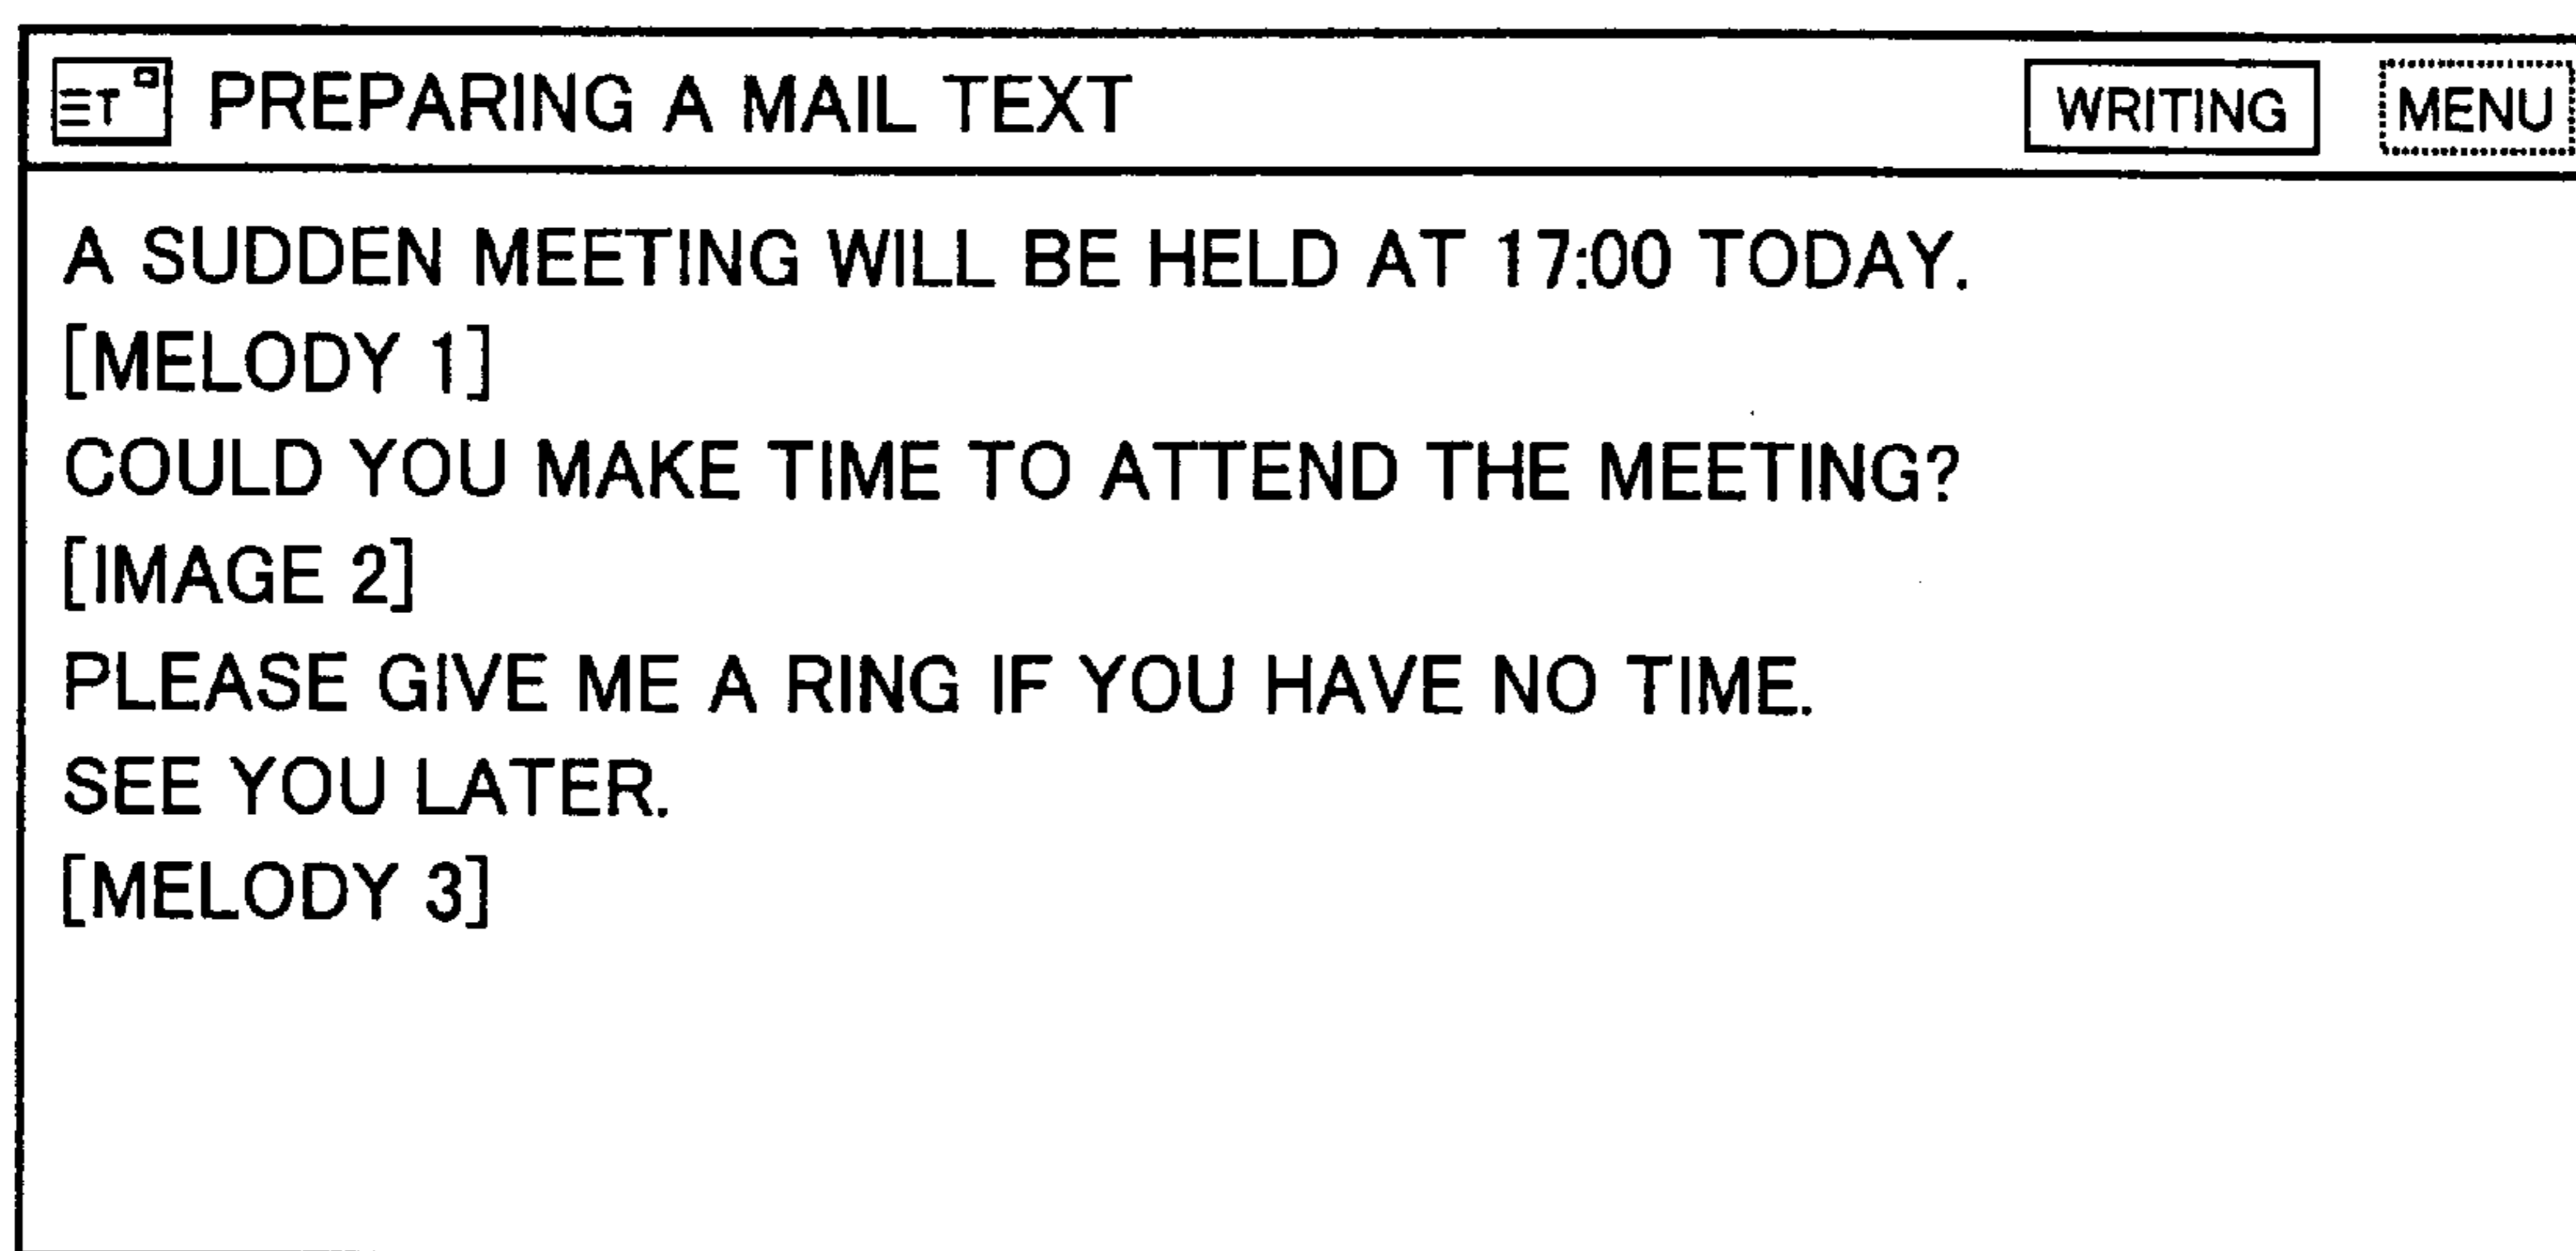 PREPARING A MAIL TEXT WRITING MENU
A SUDDEN MEETING WILL BE HELD AT 17:00 TODAY.
[MELODY 1]
COULD YOU MAKE TIME TO ATTEND THE MEETING?
[IMAGE 2]
PLEASE GIVE ME A RING IF YOU HAVE NO TIME.
SEE YOU LATER.
[MELODY 3]